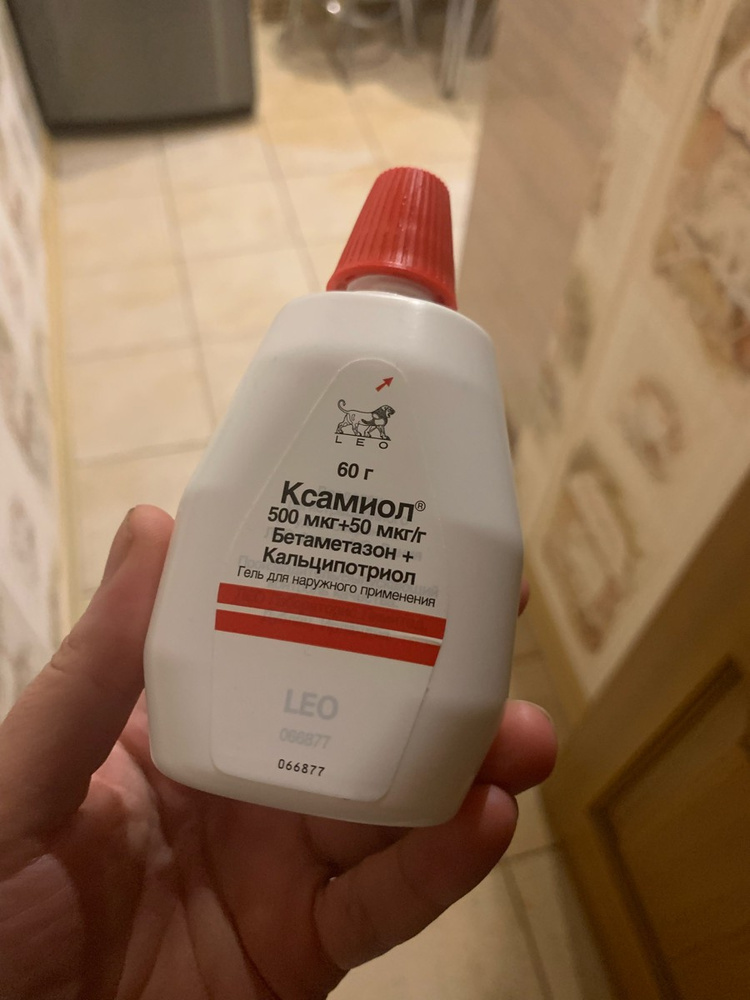 LEO
60 г
Ксамиол®
500 мкг+50 мкг/г
Бетаметазон +
Кальципотриол
Гель для наружного применения
LEO
066877
066877